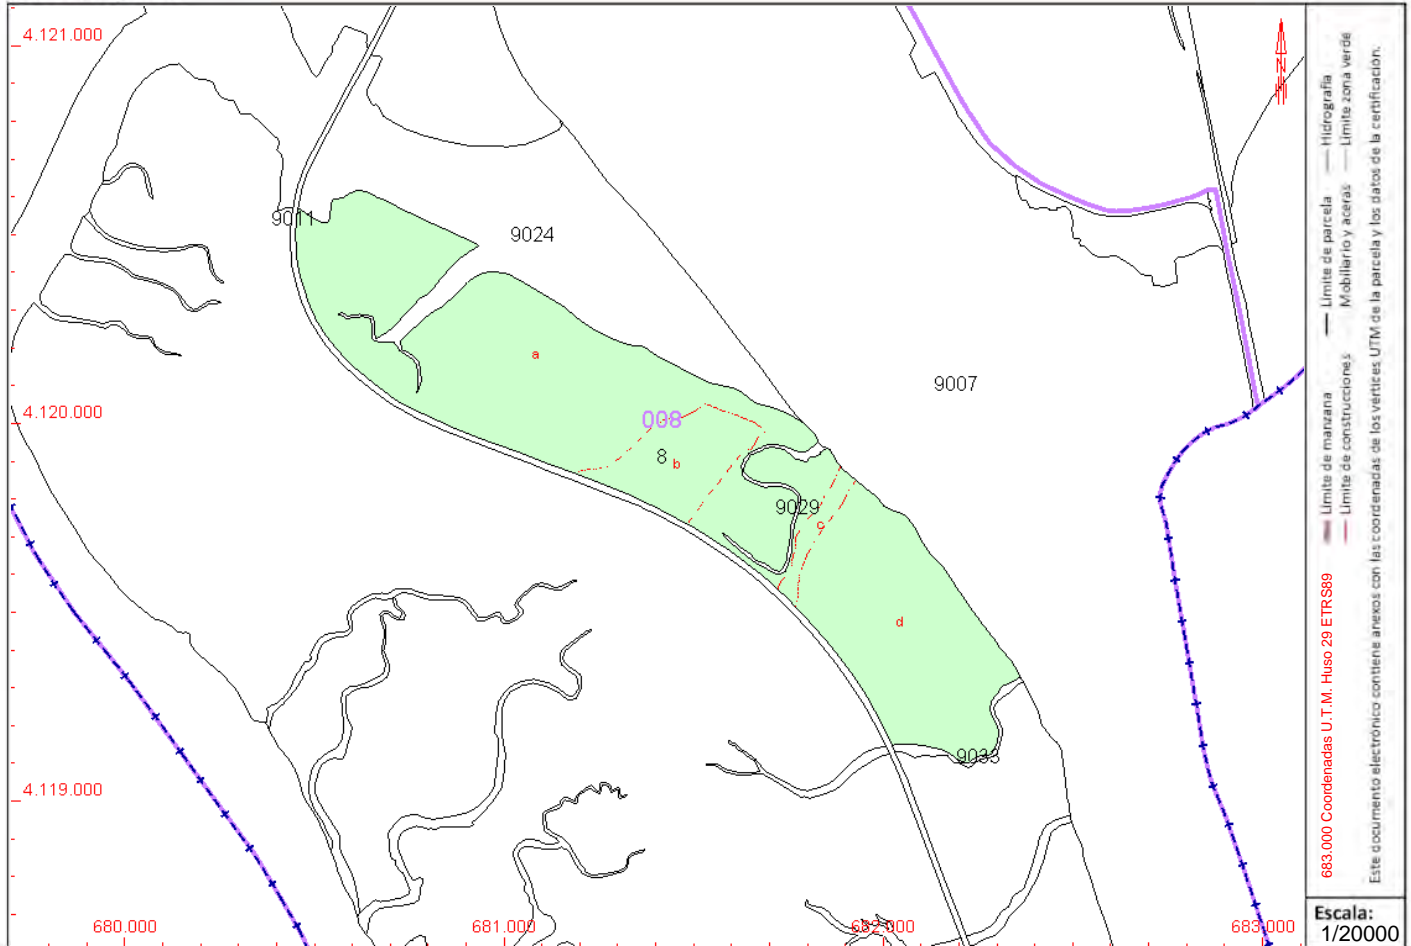 4.121.000
9011
9024
a
9007
4.120.000
008
8
b
9029
c
d
9033
4.119.000
680.000
681.000
682.000
683.000
N
683.000 Coordenadas U.T.M. Huso 29 ETRS89
Límite de manzana
Límite de parcela
Hidrografía
Límite de construcciones
Mobiliario y aceras
Límite zona verde
Este documento electrónico contiene anexos con las coordenadas de los vértices UTM de la parcela y los datos de la certificación.
Escala:
1/20000